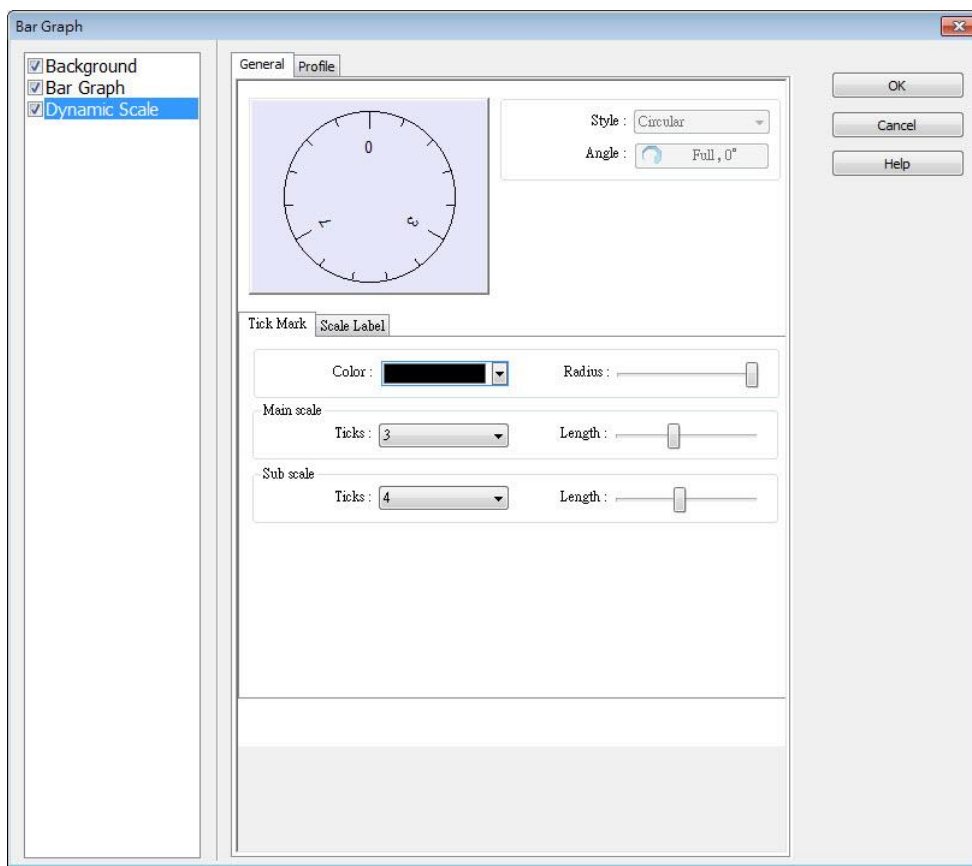 Bar Graph
Background
Bar Graph
Dynamic Scale
General Profile
0
3
7
Style : Circular
Angle : Full , 0°
OK
Cancel
Help
Tick Mark Scale Label
Color : Radius :
Main scale
Ticks : 3 Length :
Sub scale
Ticks : 4 Length :